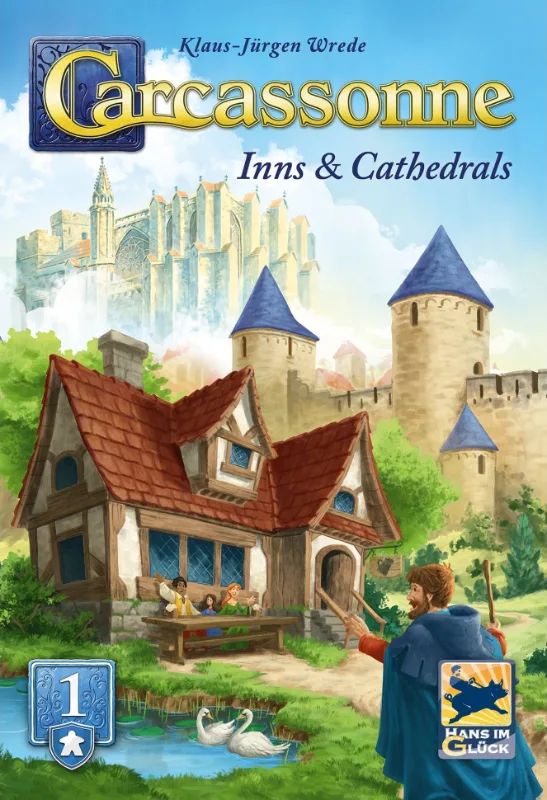 Klaus-Jürgen Wrede
Carcassonne
Inns & Cathedrals
1
HANS IM
GLÜCK